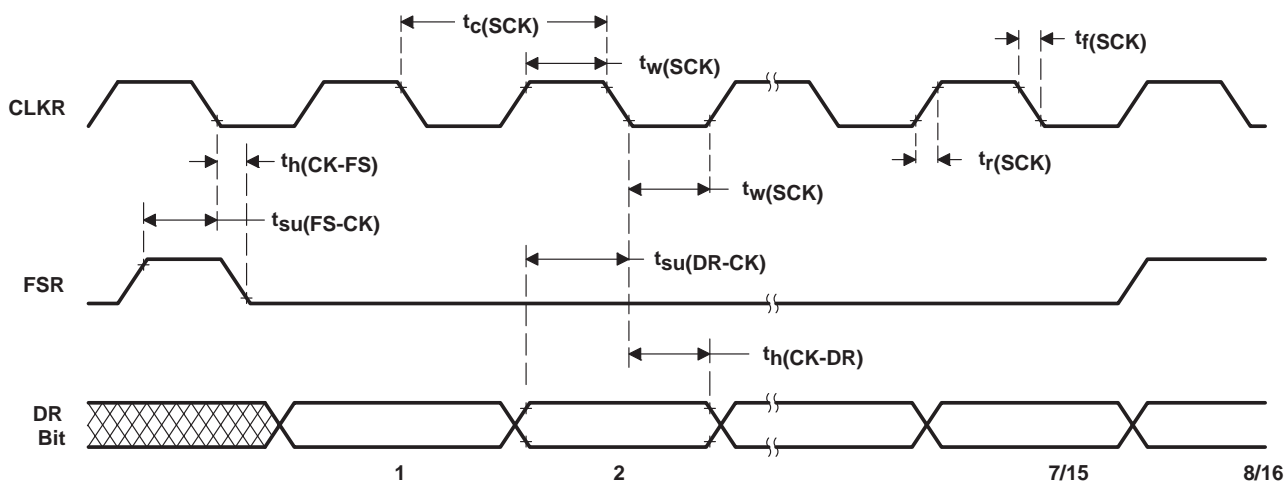 tc(SCK)
tf(SCK)
tw(SCK)
CLKR
th(CK-FS)
tr(SCK)
tw(SCK)
tsu(FS-CK)
tsu(DR-CK)
FSR
th(CK-DR)
DR
Bit
1
2
7/15
8/16